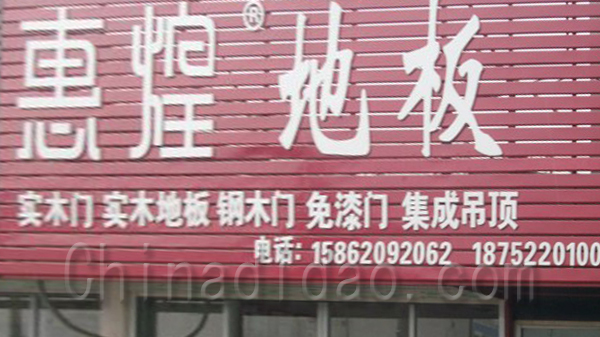 惠煌®地板
实木门 实木地板 钢木门 免漆门 集成吊顶
电话: 15862092062 18752220100
Chinadidao.com